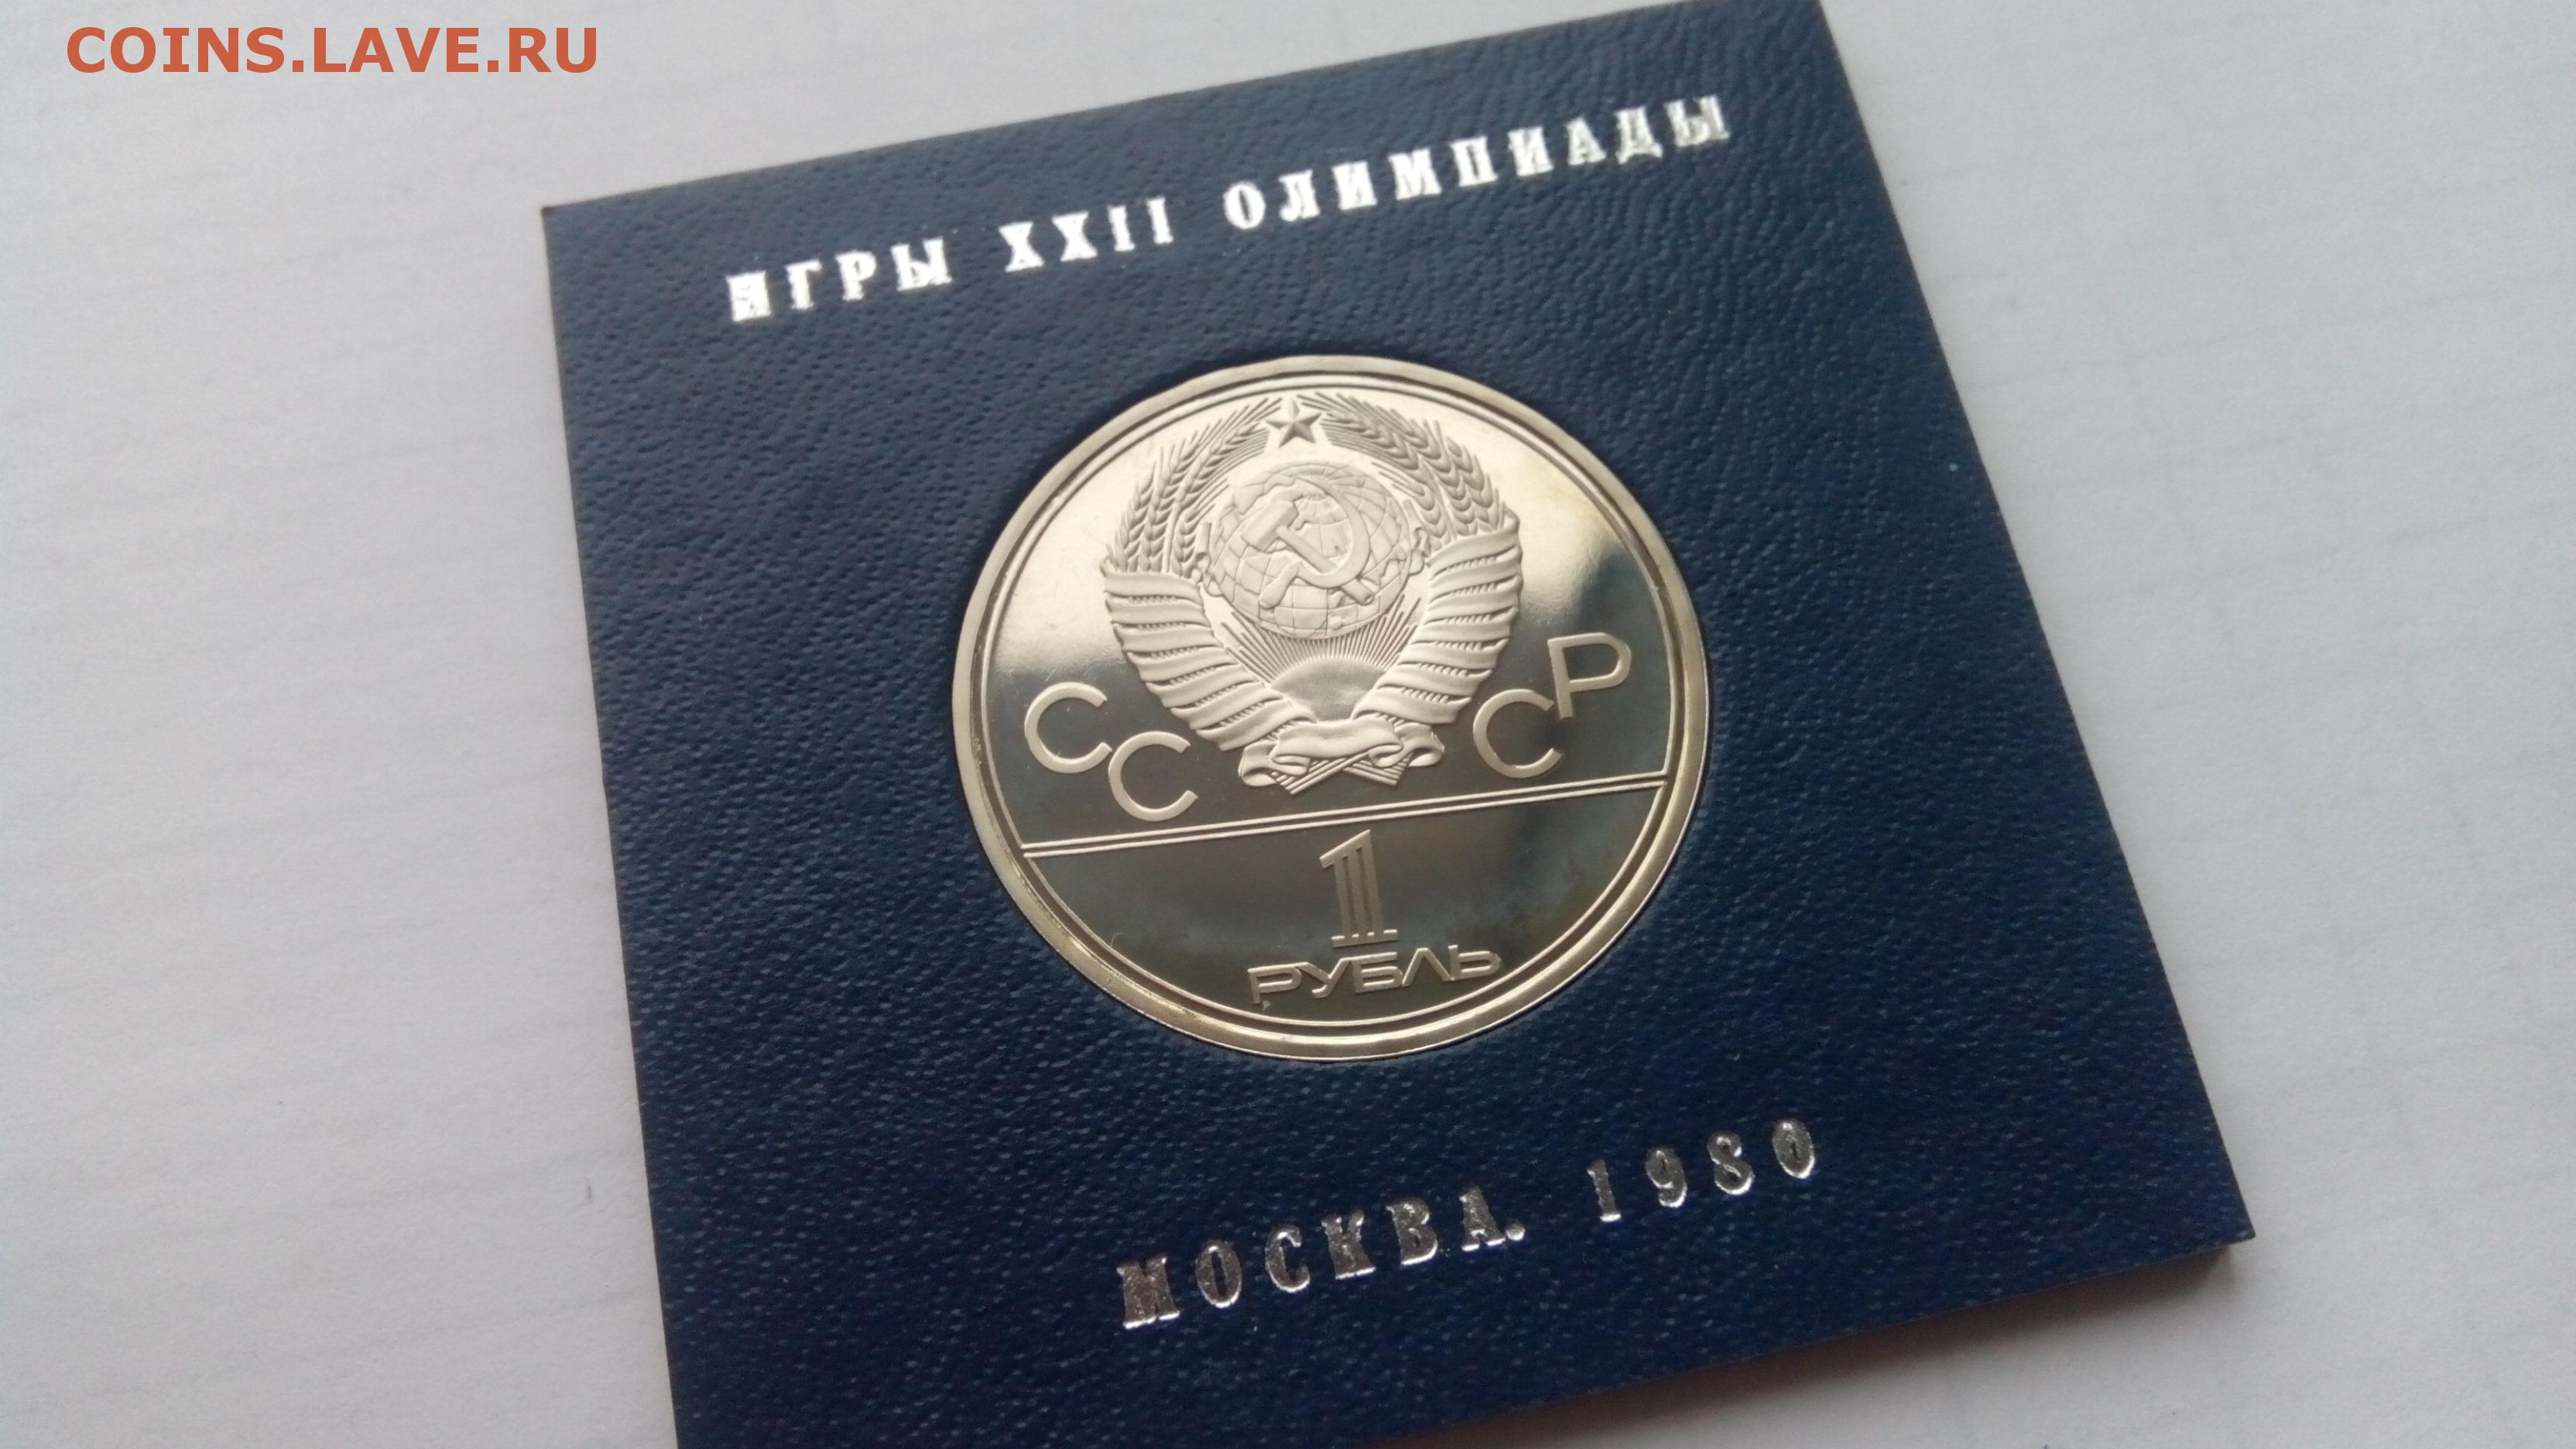 COINS.LAVE.RU
ИГРЫ XXII ОЛИМПИАДЫ
СССР
1
РУБЛЬ
МОСКВА. 1980